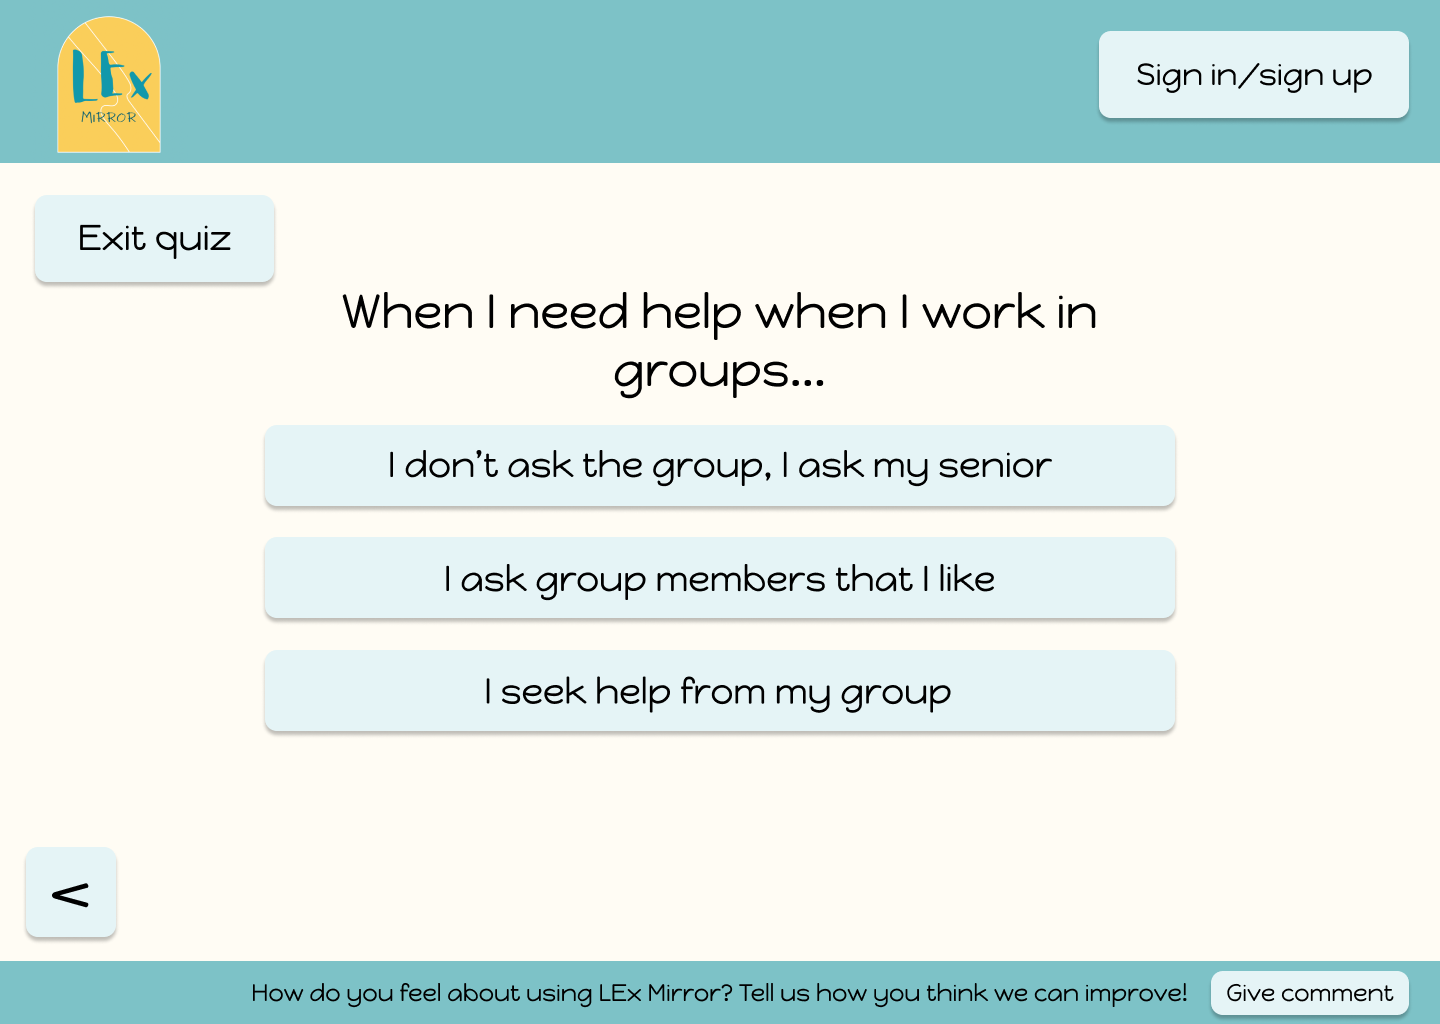 LEx
MIRROR
Sign in/sign up
Exit quiz
When I need help when I work in
groups...
I don't ask the group, I ask my senior
I ask group members that I like
I seek help from my group
<
How do you feel about using LEx Mirror? Tell us how you think we can improve!
Give comment